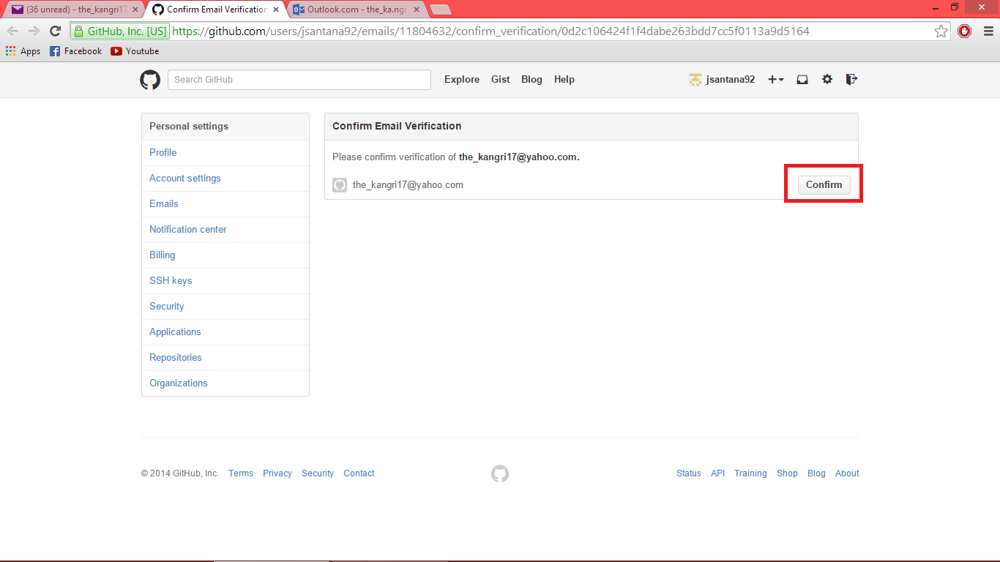 (36 unread) - the_kangri17
Confirm Email Verification
Outlook.com - the_ka.ngr
GitHub, Inc. [US] https://github.com/users/jsantana92/emails/11804632/confirm_verification/0d2c106424f1f4dabe263bdd7cc5f0113a9d5164
Apps Facebook Youtube
Search GitHub Explore Gist Blog Help jsantana92
Personal settings
Profile
Account settings
Emails
Notification center
Billing
SSH keys
Security
Applications
Repositories
Organizations
Confirm Email Verification
Please confirm verification of the_kangri17@yahoo.com.
the_kangri17@yahoo.com Confirm
© 2014 GitHub, Inc. Terms Privacy Security Contact Status API Training Shop Blog About